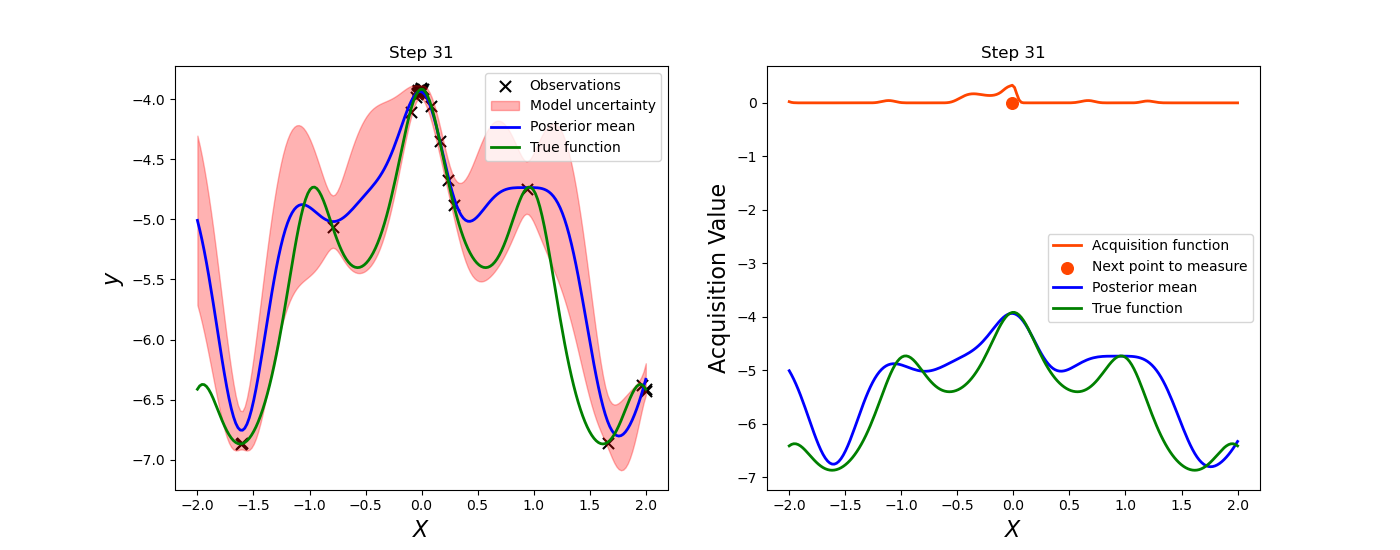 Step 31
Observations
Model uncertainty
Posterior mean
True function
−4.0
−4.5
−5.0
−5.5
−6.0
−6.5
−7.0
y
−2.0 −1.5 −1.0 −0.5 0.0 0.5 1.0 1.5 2.0
X
Step 31
0
−1
−2
−3
−4
−5
−6
−7
Acquisition Value
Acquisition function
Next point to measure
Posterior mean
True function
−2.0 −1.5 −1.0 −0.5 0.0 0.5 1.0 1.5 2.0
X